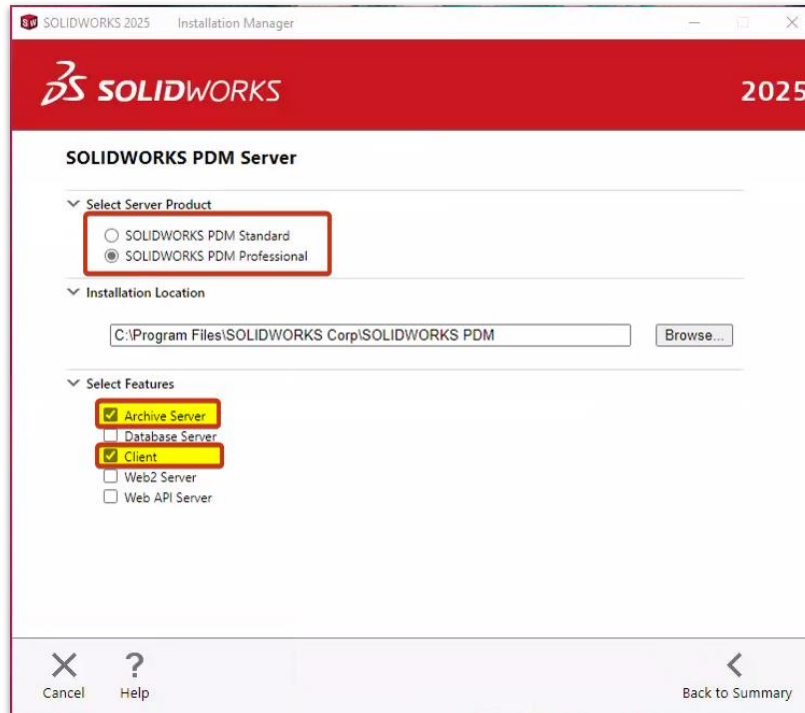 SW SOLIDWORKS 2025 Installation Manager
3S SOLIDWORKS 2025
SOLIDWORKS PDM Server
Select Server Product
SOLIDWORKS PDM Standard
SOLIDWORKS PDM Professional
Installation Location
C:\Program Files\SOLIDWORKS Corp\SOLIDWORKS PDM Browse...
Select Features
Archive Server
Database Server
Client
Web2 Server
Web API Server
?
Cancel Help Back to Summary